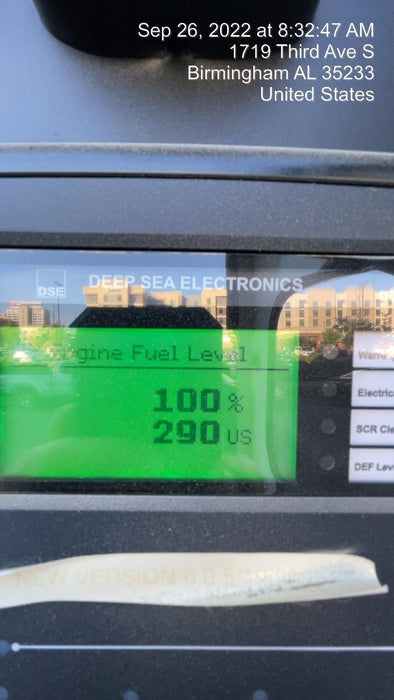 Sep 26, 2022 at 8:32:47 AM
1719 Third Ave S
Birmingham AL 35233
United States
DSE
DEEP SEA ELECTRONICS
gine Fuel Level
100 %
290 US
Electric
SCR Cle
DEF Leve
NEW VERSION 6.0